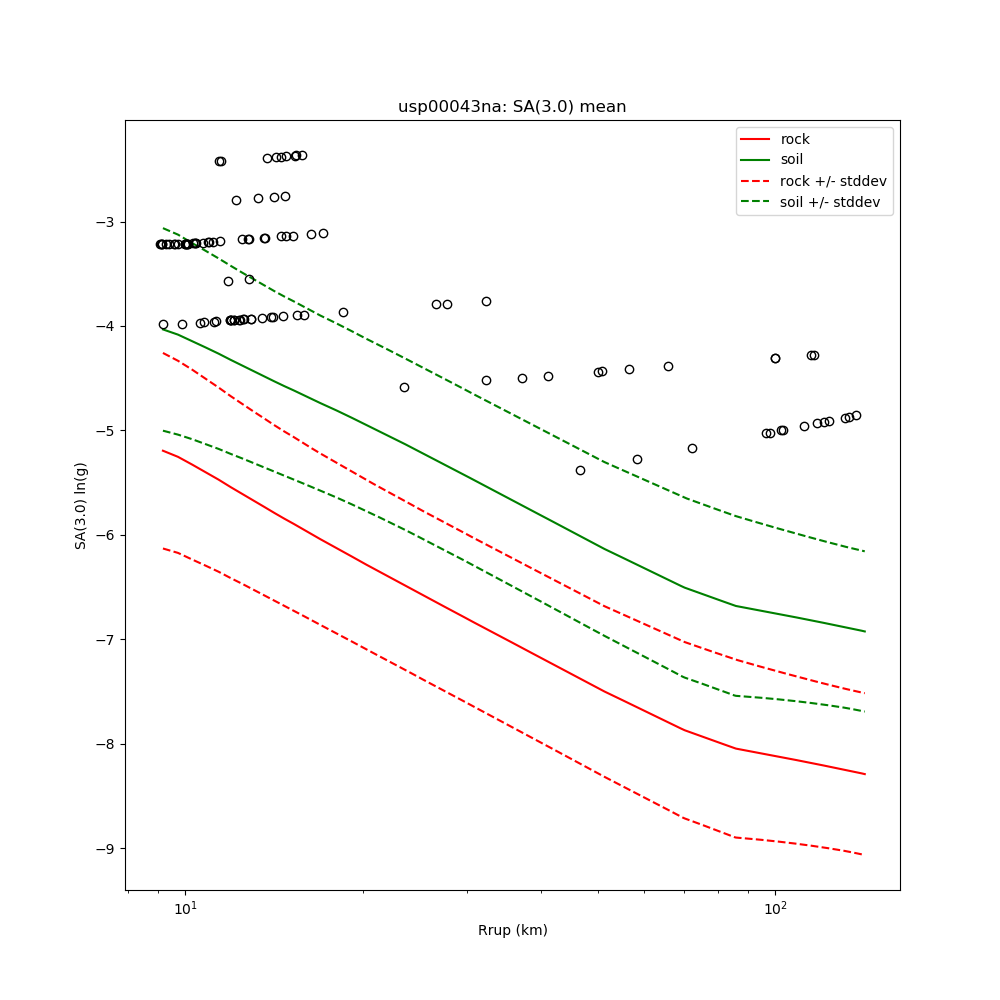 usp00043na: SA(3.0) mean
rock
soil
rock +/- stddev
soil +/- stddev
SA(3.0) ln(g)
−3
−4
−5
−6
−7
−8
−9
10¹
10²
Rrup (km)